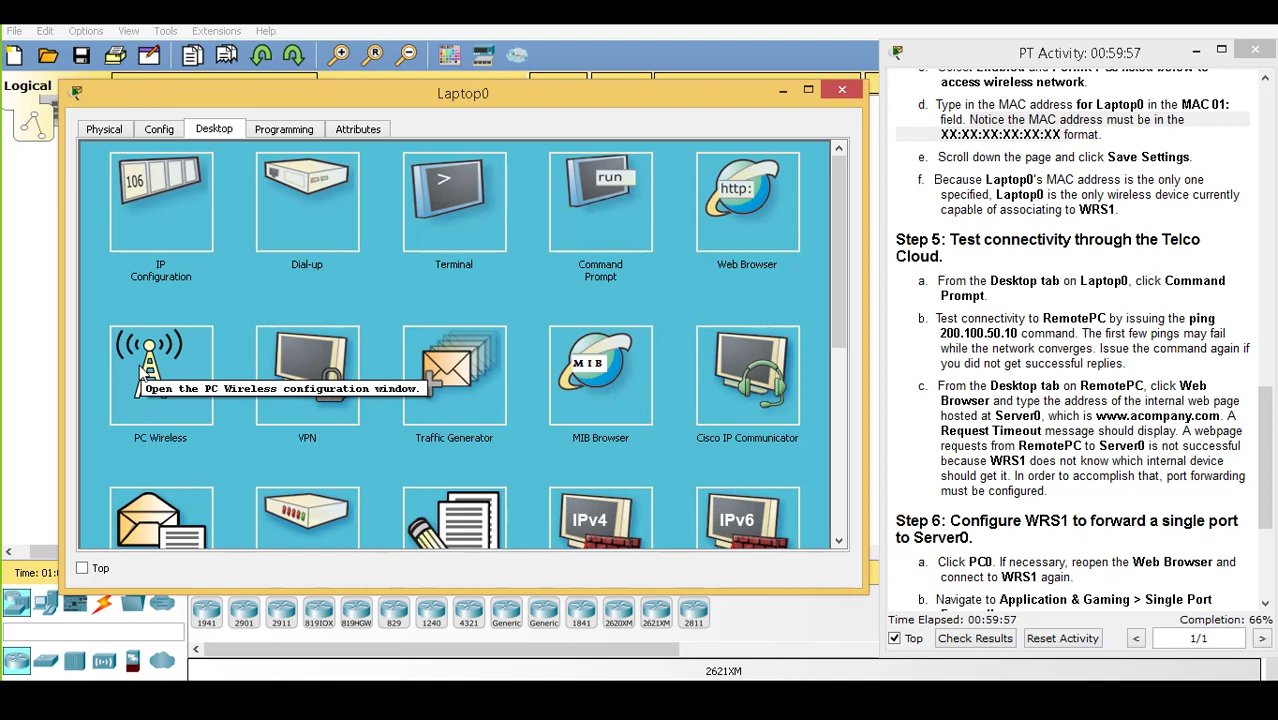 File Edit Options View Tools Extensions Help
Logical
Laptop0
Physical Config Desktop Programming Attributes
106
>
run
http:
IP
Configuration
Dial-up
Terminal
Command
Prompt
Web Browser
MIB
Open the PC Wireless configuration window.
PC Wireless
VPN
Traffic Generator
MIB Browser
Cisco IP Communicator
IPv4
IPv6
Top
Time: 01:
1941 2901 2911 819IOX 819HGW 829 1240 4321 Generic Generic 1841 2620XM 2621XM 2811
2621XM
PT Activity: 00:59:57
access wireless network.
d. Type in the MAC address for Laptop0 in the MAC 01:
field. Notice the MAC address must be in the
XX:XX:XX:XX:XX:XX format.
e. Scroll down the page and click Save Settings.
f. Because Laptop0's MAC address is the only one
specified, Laptop0 is the only wireless device currently
capable of associating to WRS1.
Step 5: Test connectivity through the Telco
Cloud.
a. From the Desktop tab on Laptop0, click Command
Prompt.
b. Test connectivity to RemotePC by issuing the ping
200.100.50.10 command. The first few pings may fail
while the network converges. Issue the command again if
you did not get successful replies.
c. From the Desktop tab on RemotePC, click Web
Browser and type the address of the internal web page
hosted at Server0, which is www.acompany.com. A
Request Timeout message should display. A webpage
requests from RemotePC to Server0 is not successful
because WRS1 does not know which internal device
should get it. In order to accomplish that, port forwarding
must be configured.
Step 6: Configure WRS1 to forward a single port
to Server0.
a. Click PC0. If necessary, reopen the Web Browser and
connect to WRS1 again.
b. Navigate to Application & Gaming > Single Port
Time Elapsed: 00:59:57 Completion: 66%
Top Check Results Reset Activity < 1/1 >